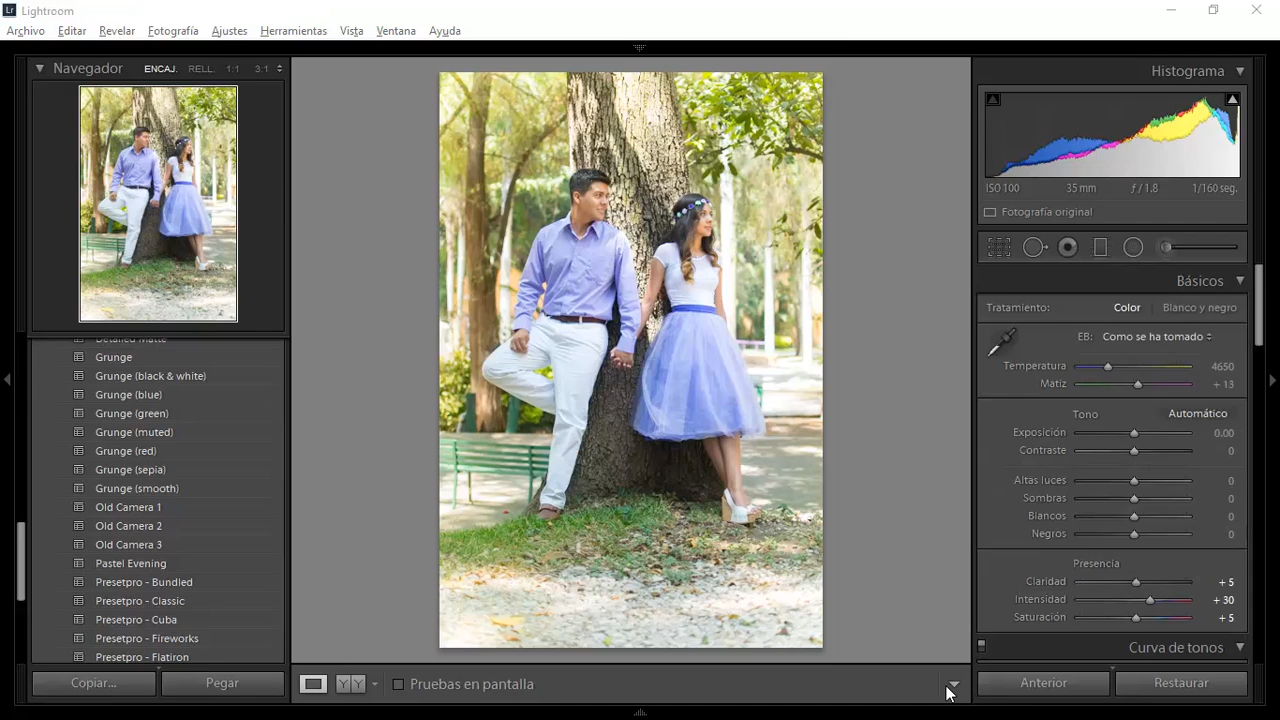 Lr Lightroom
Archivo Editar Revelar Fotografía Ajustes Herramientas Vista Ventana Ayuda
Navegador ENCAJ. RELL. 1:1 3:1
Detailed Matte
Grunge
Grunge (black & white)
Grunge (blue)
Grunge (green)
Grunge (muted)
Grunge (red)
Grunge (sepia)
Grunge (smooth)
Old Camera 1
Old Camera 2
Old Camera 3
Pastel Evening
Presetpro - Bundled
Presetpro - Classic
Presetpro - Cuba
Presetpro - Fireworks
Presetpro - Flatiron
Copiar... Pegar
YY
Pruebas en pantalla
Histograma
ISO 100 35 mm ƒ / 1.8 1/160 seg.
Fotografía original
Básicos
Tratamiento: Color Blanco y negro
EB: Como se ha tomado
Temperatura 4650
Matiz + 13
Tono Automático
Exposición 0.00
Contraste 0
Altas luces 0
Sombras 0
Blancos 0
Negros 0
Presencia
Claridad + 5
Intensidad + 30
Saturación + 5
Curva de tonos
Anterior Restaurar